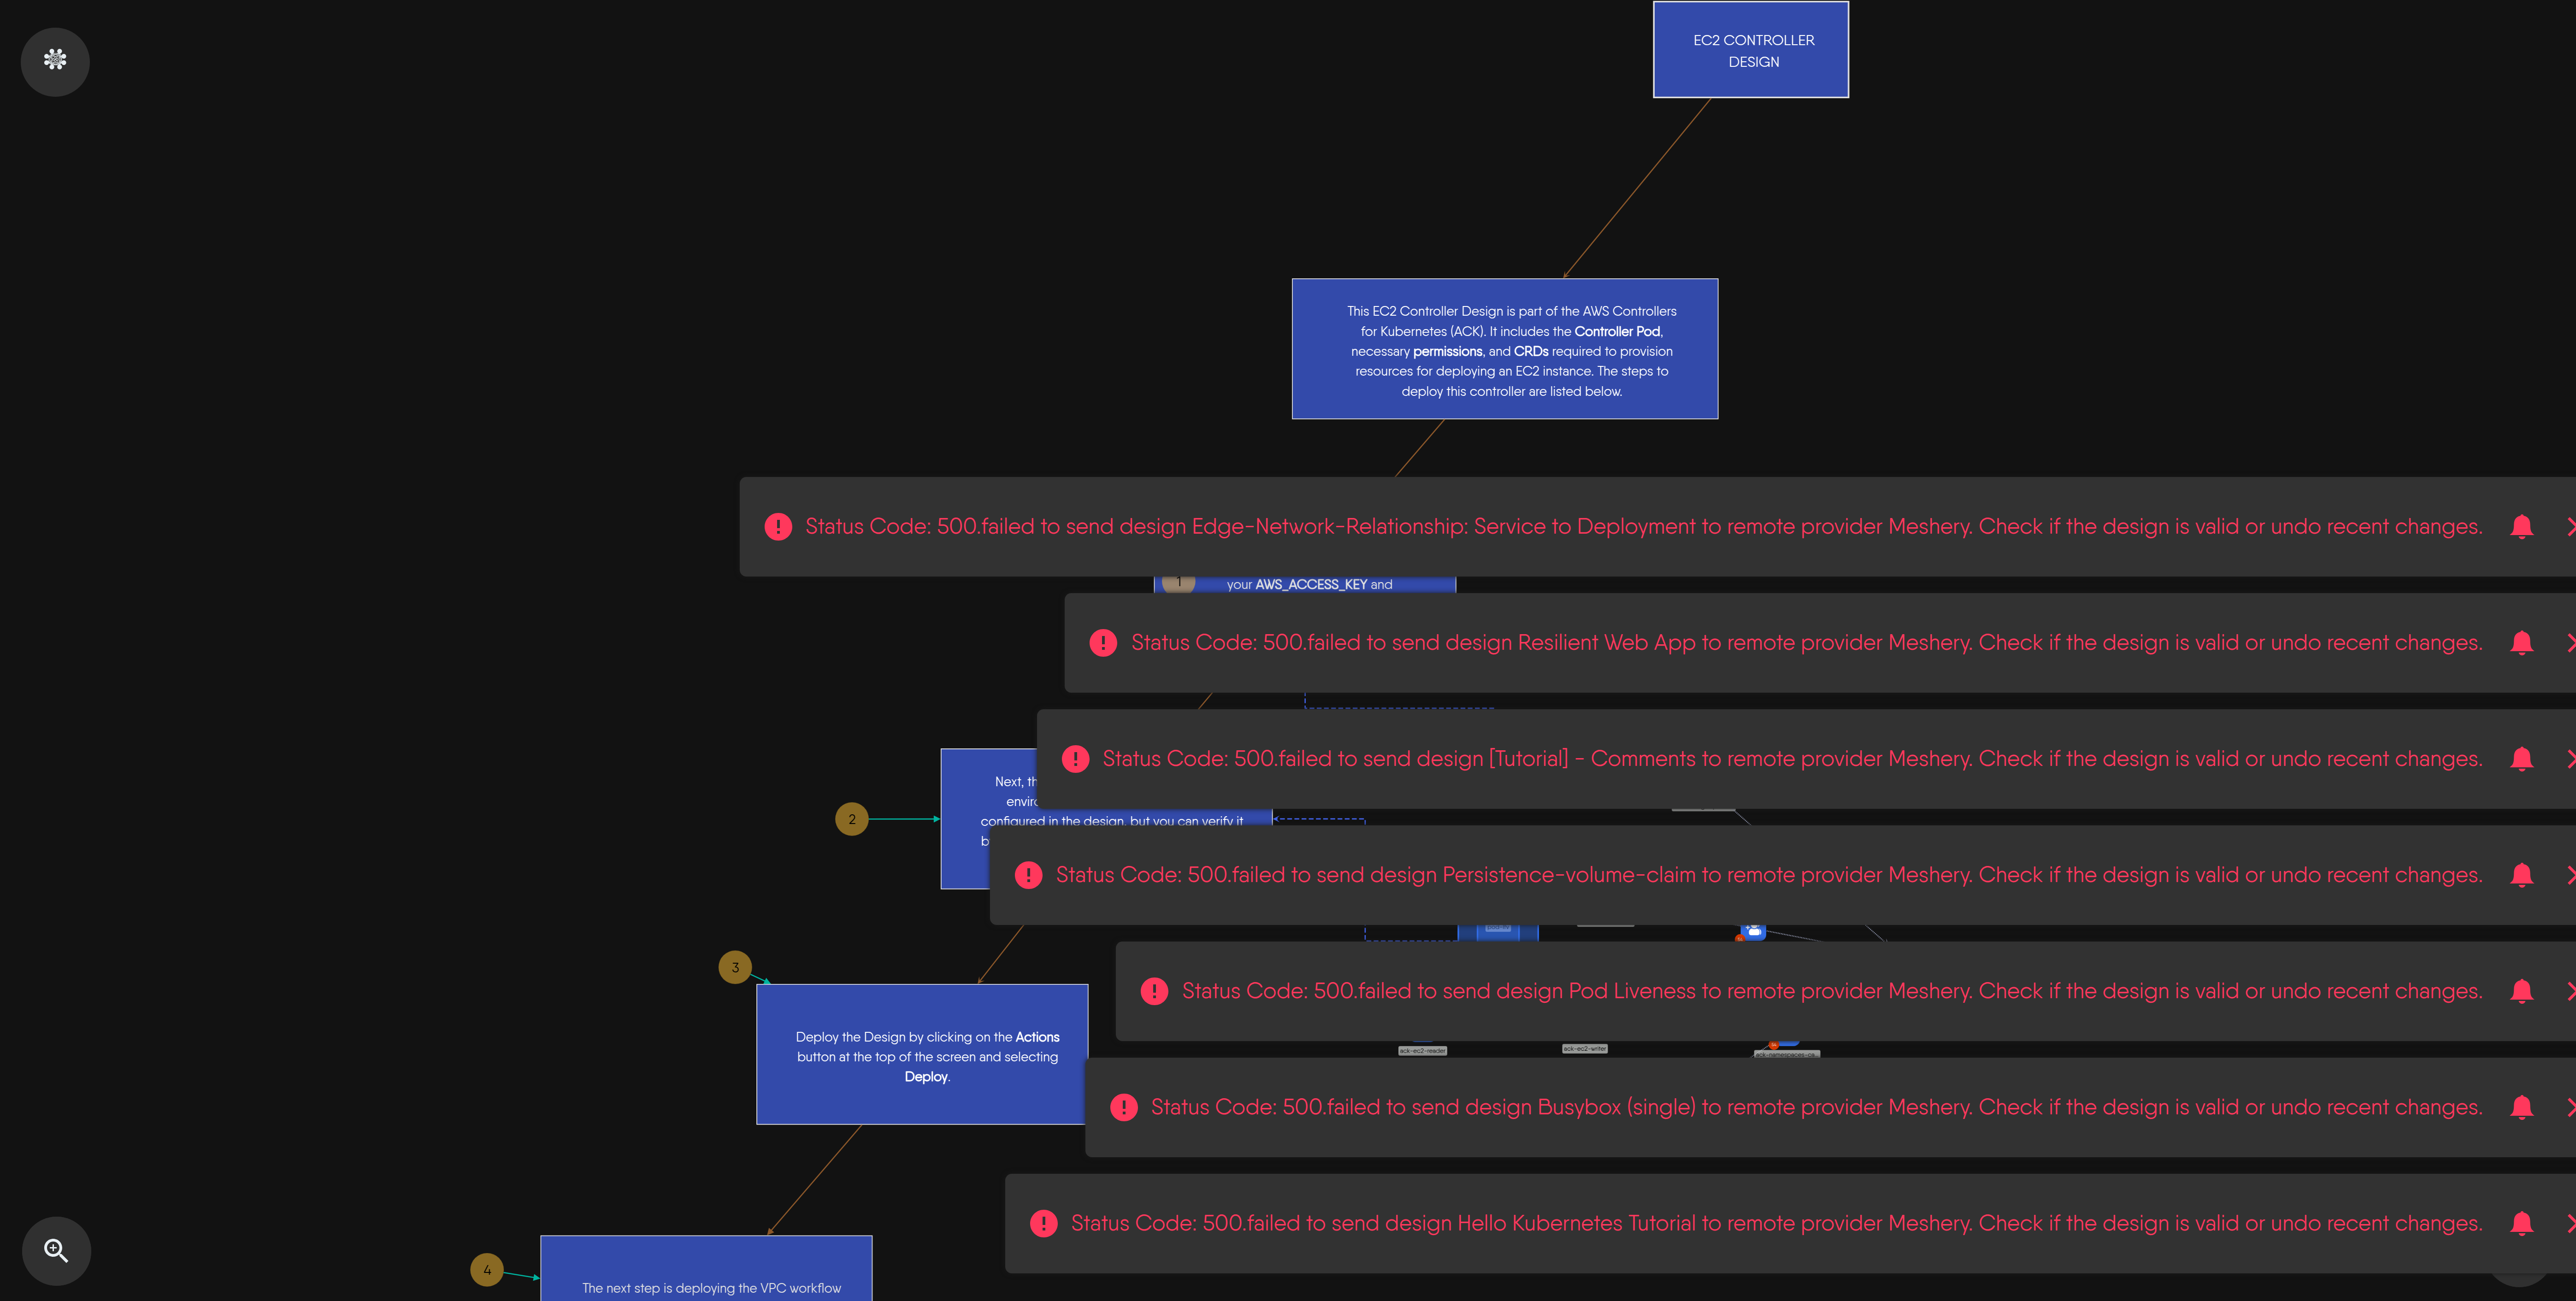 EC2 CONTROLLER
DESIGN
This EC2 Controller Design is part of the AWS Controllers
for Kubernetes (ACK). It includes the Controller Pod,
necessary permissions, and CRDs required to provision
resources for deploying an EC2 instance. The steps to
deploy this controller are listed below.
Status Code: 500.failed to send design Edge-Network-Relationship: Service to Deployment to remote provider Meshery. Check if the design is valid or undo recent changes.
1
your AWS_ACCESS_KEY and
Status Code: 500.failed to send design Resilient Web App to remote provider Meshery. Check if the design is valid or undo recent changes.
Status Code: 500.failed to send design [Tutorial] - Comments to remote provider Meshery. Check if the design is valid or undo recent changes.
Next,
2
configured in the design, but you can verify it
Status Code: 500.failed to send design Persistence-volume-claim to remote provider Meshery. Check if the design is valid or undo recent changes.
3
Status Code: 500.failed to send design Pod Liveness to remote provider Meshery. Check if the design is valid or undo recent changes.
Deploy the Design by clicking on the Actions
button at the top of the screen and selecting
Deploy.
ack-ec2-reader
ack-ec2-writer
Status Code: 500.failed to send design Busybox (single) to remote provider Meshery. Check if the design is valid or undo recent changes.
Status Code: 500.failed to send design Hello Kubernetes Tutorial to remote provider Meshery. Check if the design is valid or undo recent changes.
4
The next step is deploying the VPC workflow